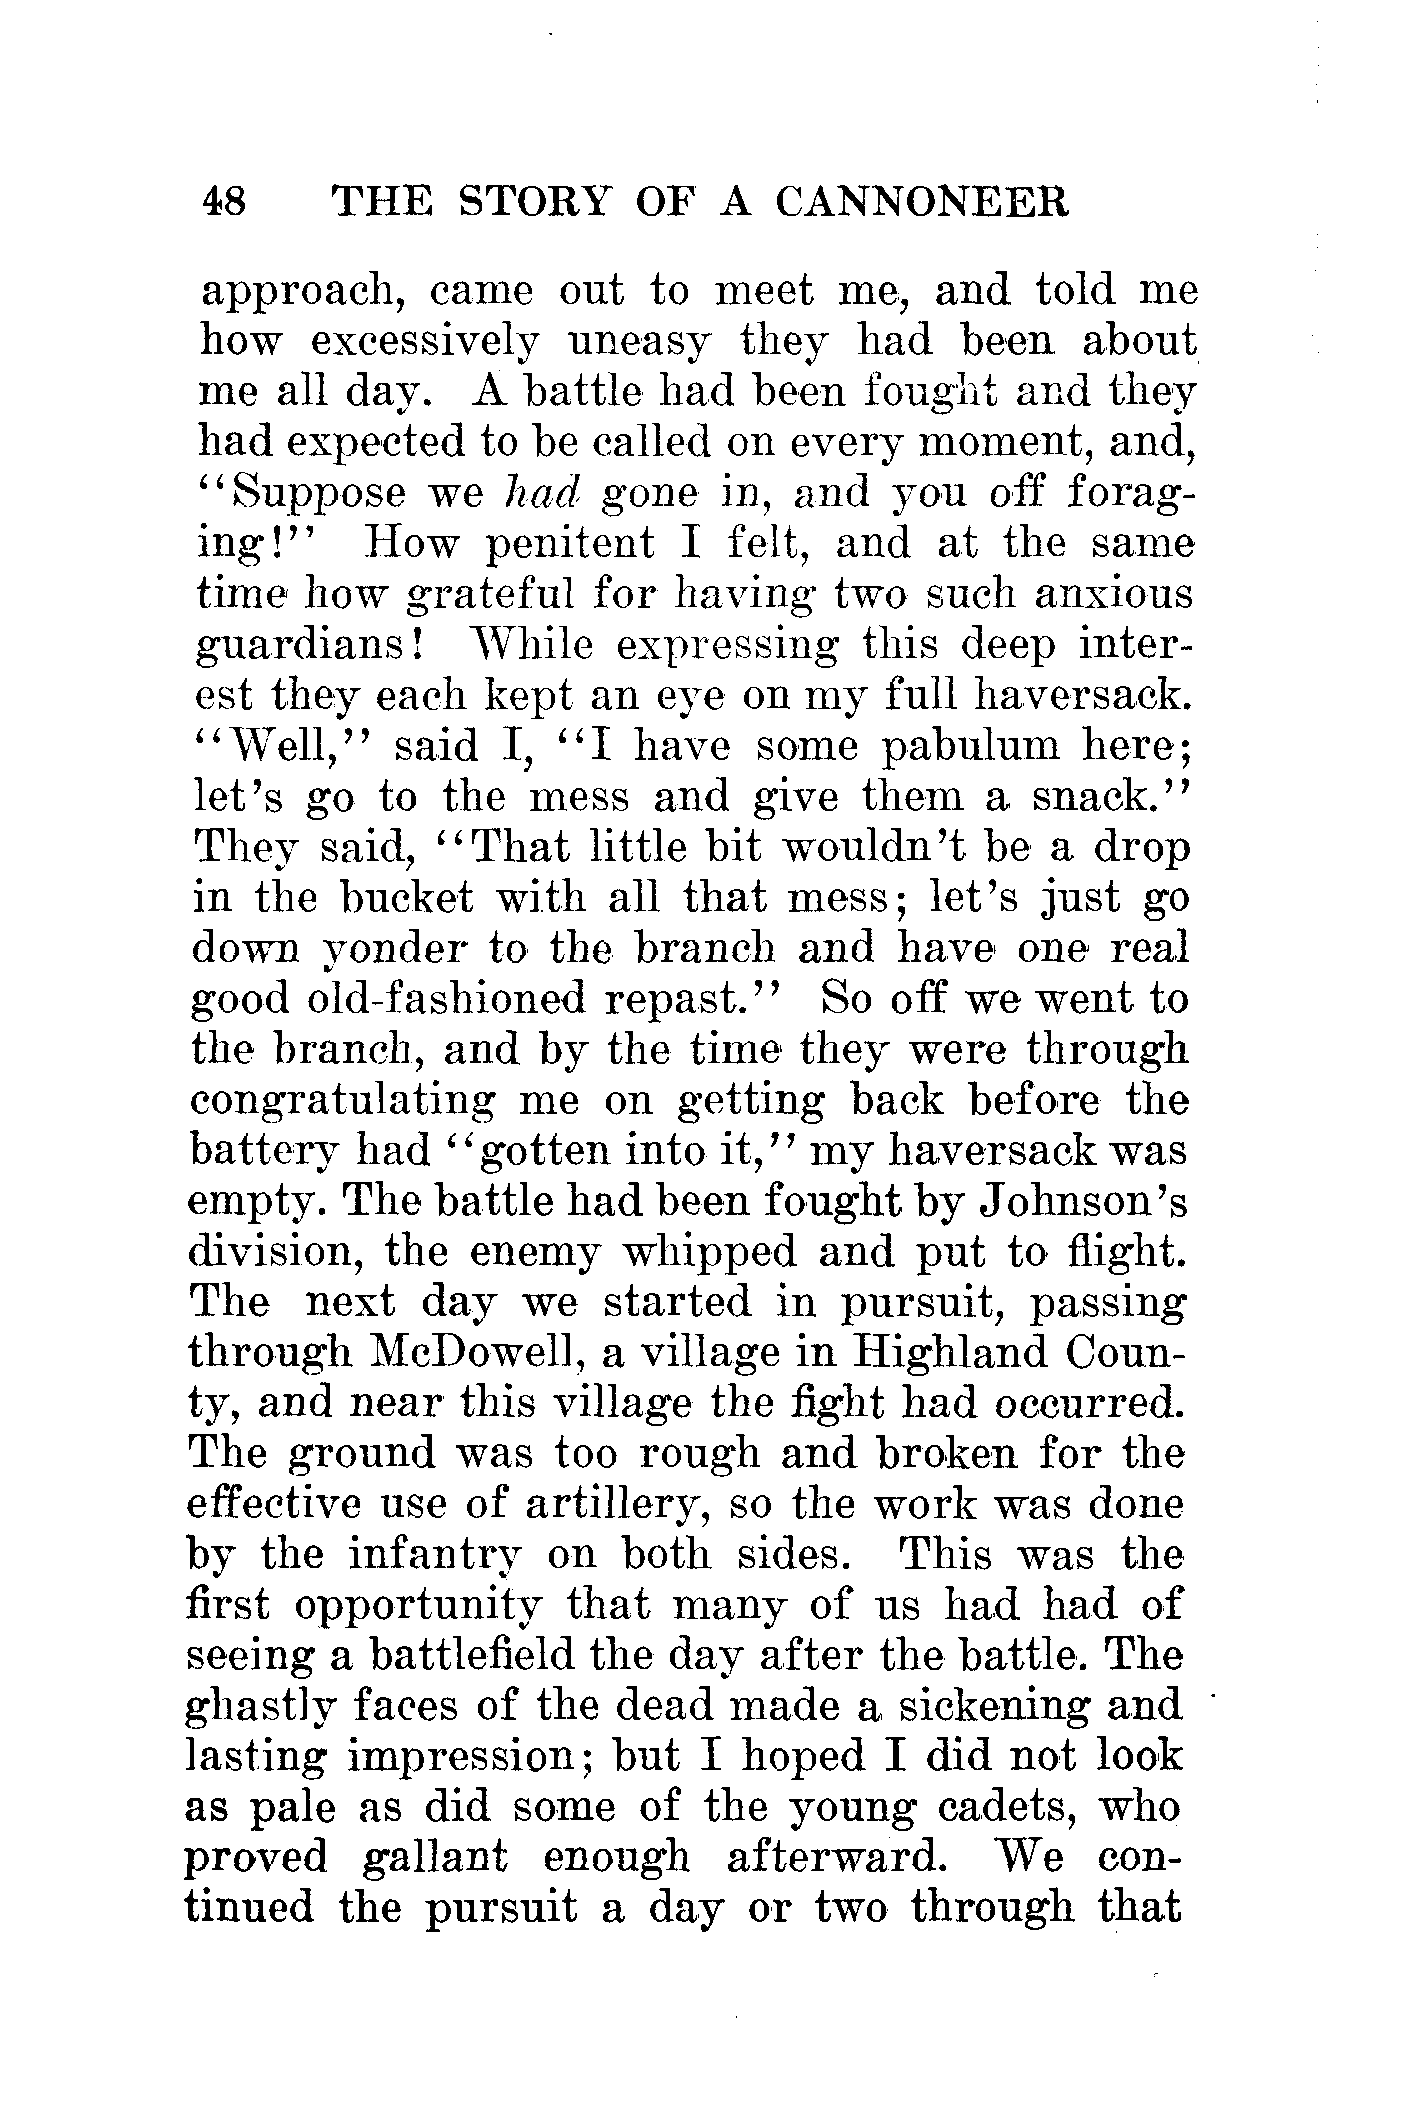 48 THE STORY OF A CANNONEER
approach, came out to meet me, and told me
how excessively uneasy they had been about
me all day. A battle had been fought and they
had expected to be called on every moment, and,
"Suppose we had gone in, and you off forag-
ing!" How penitent I felt, and at the same
time how grateful for having two such anxious
guardians! While expressing this deep inter-
est they each kept an eye on my full haversack.
"Well," said I, "I have some pabulum here;
let's go to the mess and give them a snack."
They said, "That little bit wouldn't be a drop
in the bucket with all that mess; let's just go
down yonder to the branch and have one real
good old-fashioned repast." So off we went to
the branch, and by the time they were through
congratulating me on getting back before the
battery had "gotten into it," my haversack was
empty. The battle had been fought by Johnson's
division, the enemy whipped and put to flight.
The next day we started in pursuit, passing
through McDowell, a village in Highland Coun-
ty, and near this village the fight had occurred.
The ground was too rough and broken for the
effective use of artillery, so the work was done
by the infantry on both sides. This was the
first opportunity that many of us had had of
seeing a battlefield the day after the battle. The
ghastly faces of the dead made a sickening and
lasting impression; but I hoped I did not look
as pale as did some of the young cadets, who
proved gallant enough afterward. We con-
tinued the pursuit a day or two through that